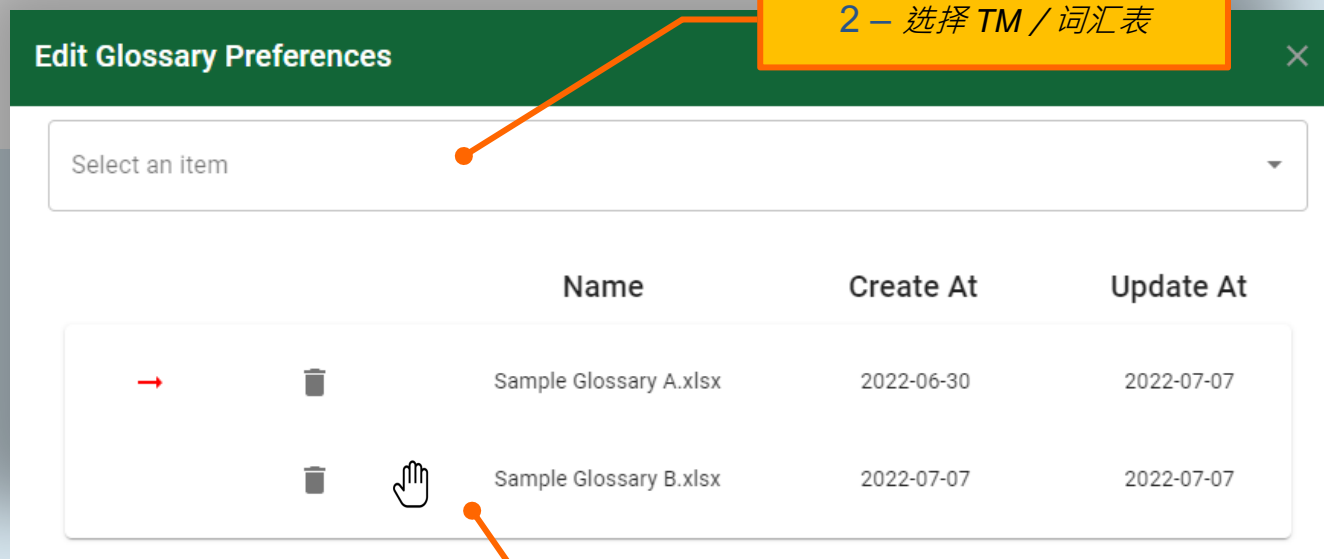 2 – 选择 TM / 词汇表
Edit Glossary Preferences
Select an item
Name Create At Update At
Sample Glossary A.xlsx 2022-06-30 2022-07-07
Sample Glossary B.xlsx 2022-07-07 2022-07-07